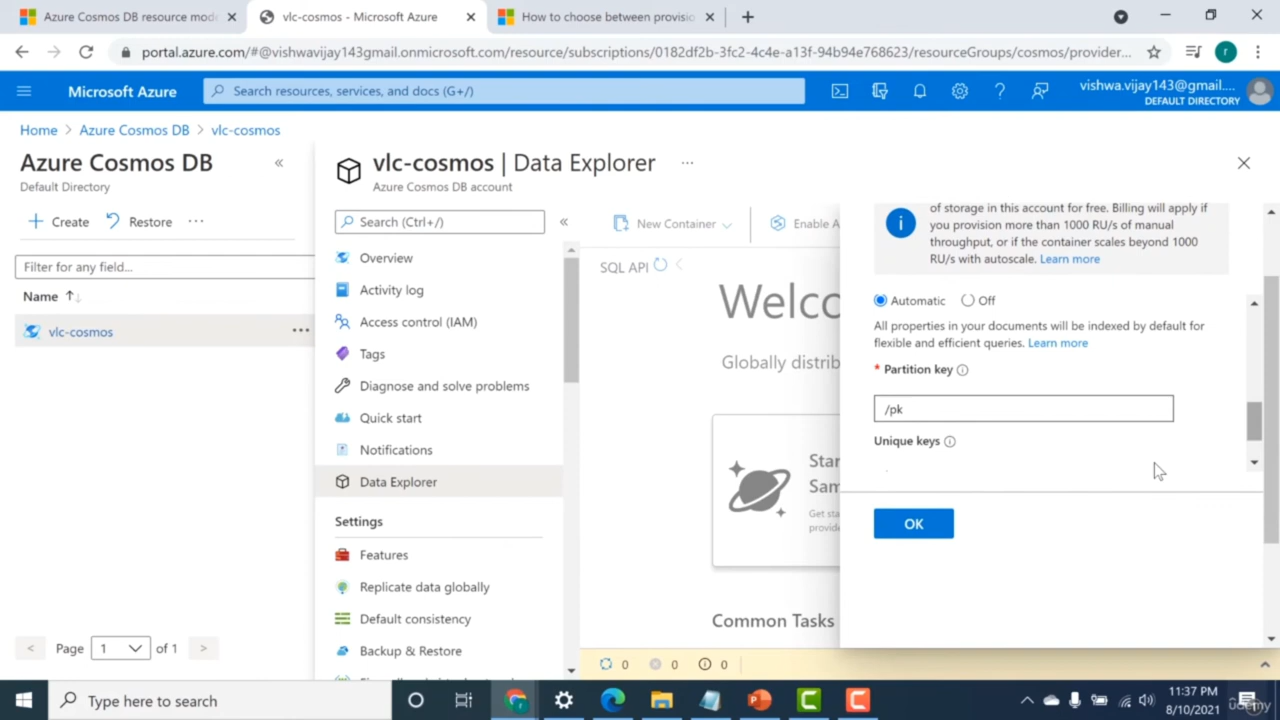 Azure Cosmos DB resource mod
vlc-cosmos - Microsoft Azure
How to choose between provisio
portal.azure.com/#@vishwavijay143gmail.onmicrosoft.com/resource/subscriptions/0182df2b-3fc2-4c4e-a13f-94b94e768623/resourceGroups/cosmos/provider...
r
Microsoft Azure
Search resources, services, and docs (G+/)
vishwa.vijay143@gmail....
DEFAULT DIRECTORY
Home > Azure Cosmos DB > vlc-cosmos
Azure Cosmos DB
Default Directory
Create
Restore
Filter for any field...
Name
vlc-cosmos
Page 1 of 1
vlc-cosmos | Data Explorer
Azure Cosmos DB account
Search (Ctrl+/)
Overview
Activity log
Access control (IAM)
Tags
Diagnose and solve problems
Quick start
Notifications
Data Explorer
Settings
Features
Replicate data globally
Default consistency
Backup & Restore
New Container
Enable A
SQL API
Welco
Globally distrib
Star
Sam
Get sta
provide
Common Tasks
0 0 0
of storage in this account for free. Billing will apply if
you provision more than 1000 RU/s of manual
throughput, or if the container scales beyond 1000
RU/s with autoscale. Learn more
Automatic Off
All properties in your documents will be indexed by default for
flexible and efficient queries. Learn more
* Partition key
/pk
Unique keys
OK
Type here to search
11:37 PM
8/10/2021
udemy